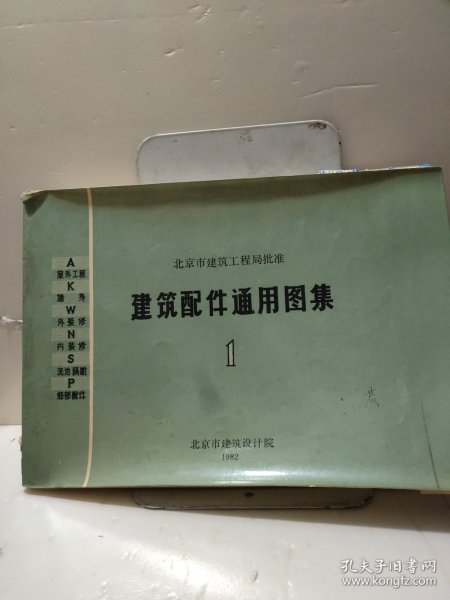 北京市建筑工程局批准
建筑配件通用图集
1
A
室外工程
K
墙身
W
外装修
N
内装修
S
洗池隔断
P
细部配件
北京市建筑设计院
1982
孔夫子旧书网
www.kongfz.com